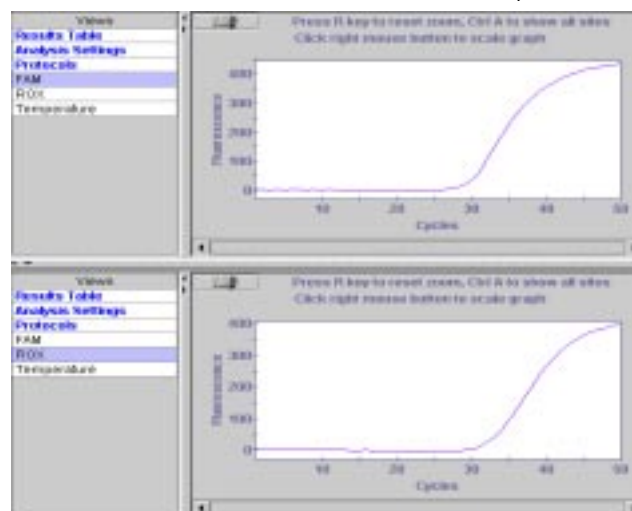 Views
Results Table
Analysis Settings
Protocols
FAM
ROX
Temperature
Press R key to reset zoom, Ctrl A to show all sites
Click right mouse button to scale graph
Fluorescence
400
300
200
100
0
10
20
30
40
50
Cycles
Views
Results Table
Analysis Settings
Protocols
FAM
ROX
Temperature
Press R key to reset zoom, Ctrl A to show all sites
Click right mouse button to scale graph
Fluorescence
400
300
200
100
0
10
20
30
40
50
Cycles